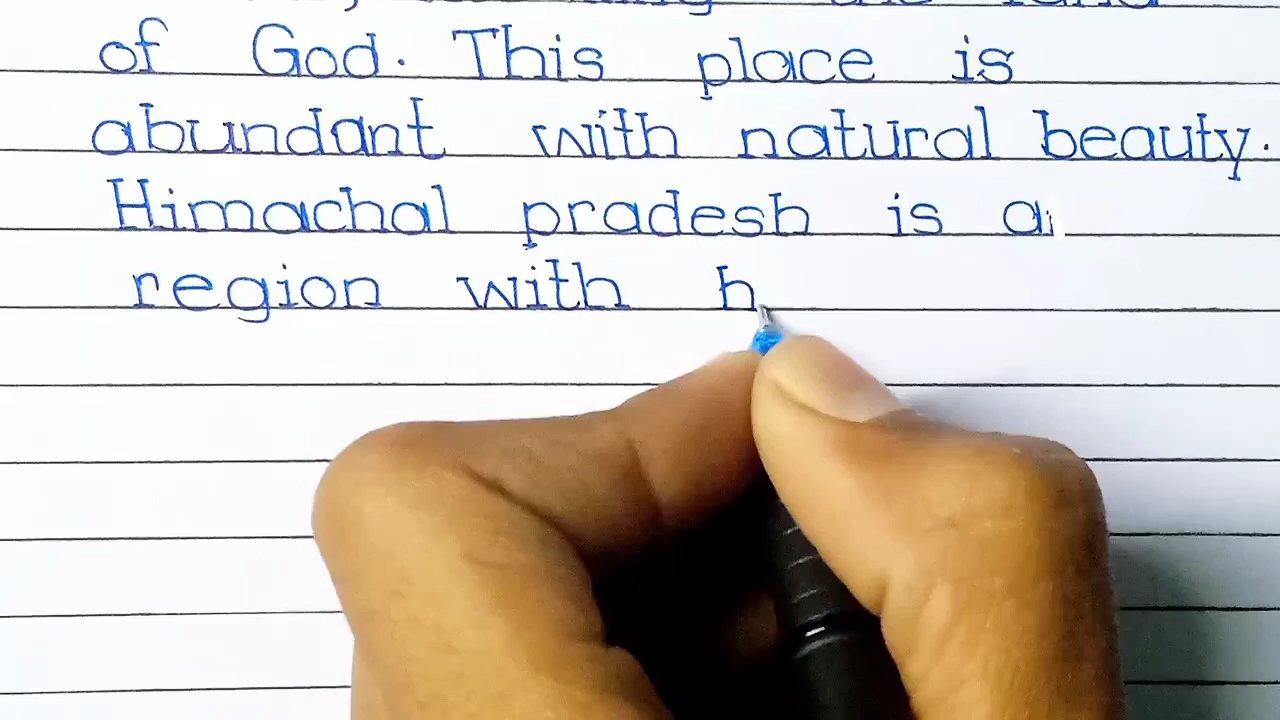 of God. This place is
abundant with natural beauty.
Himachal pradesh is a
region with h